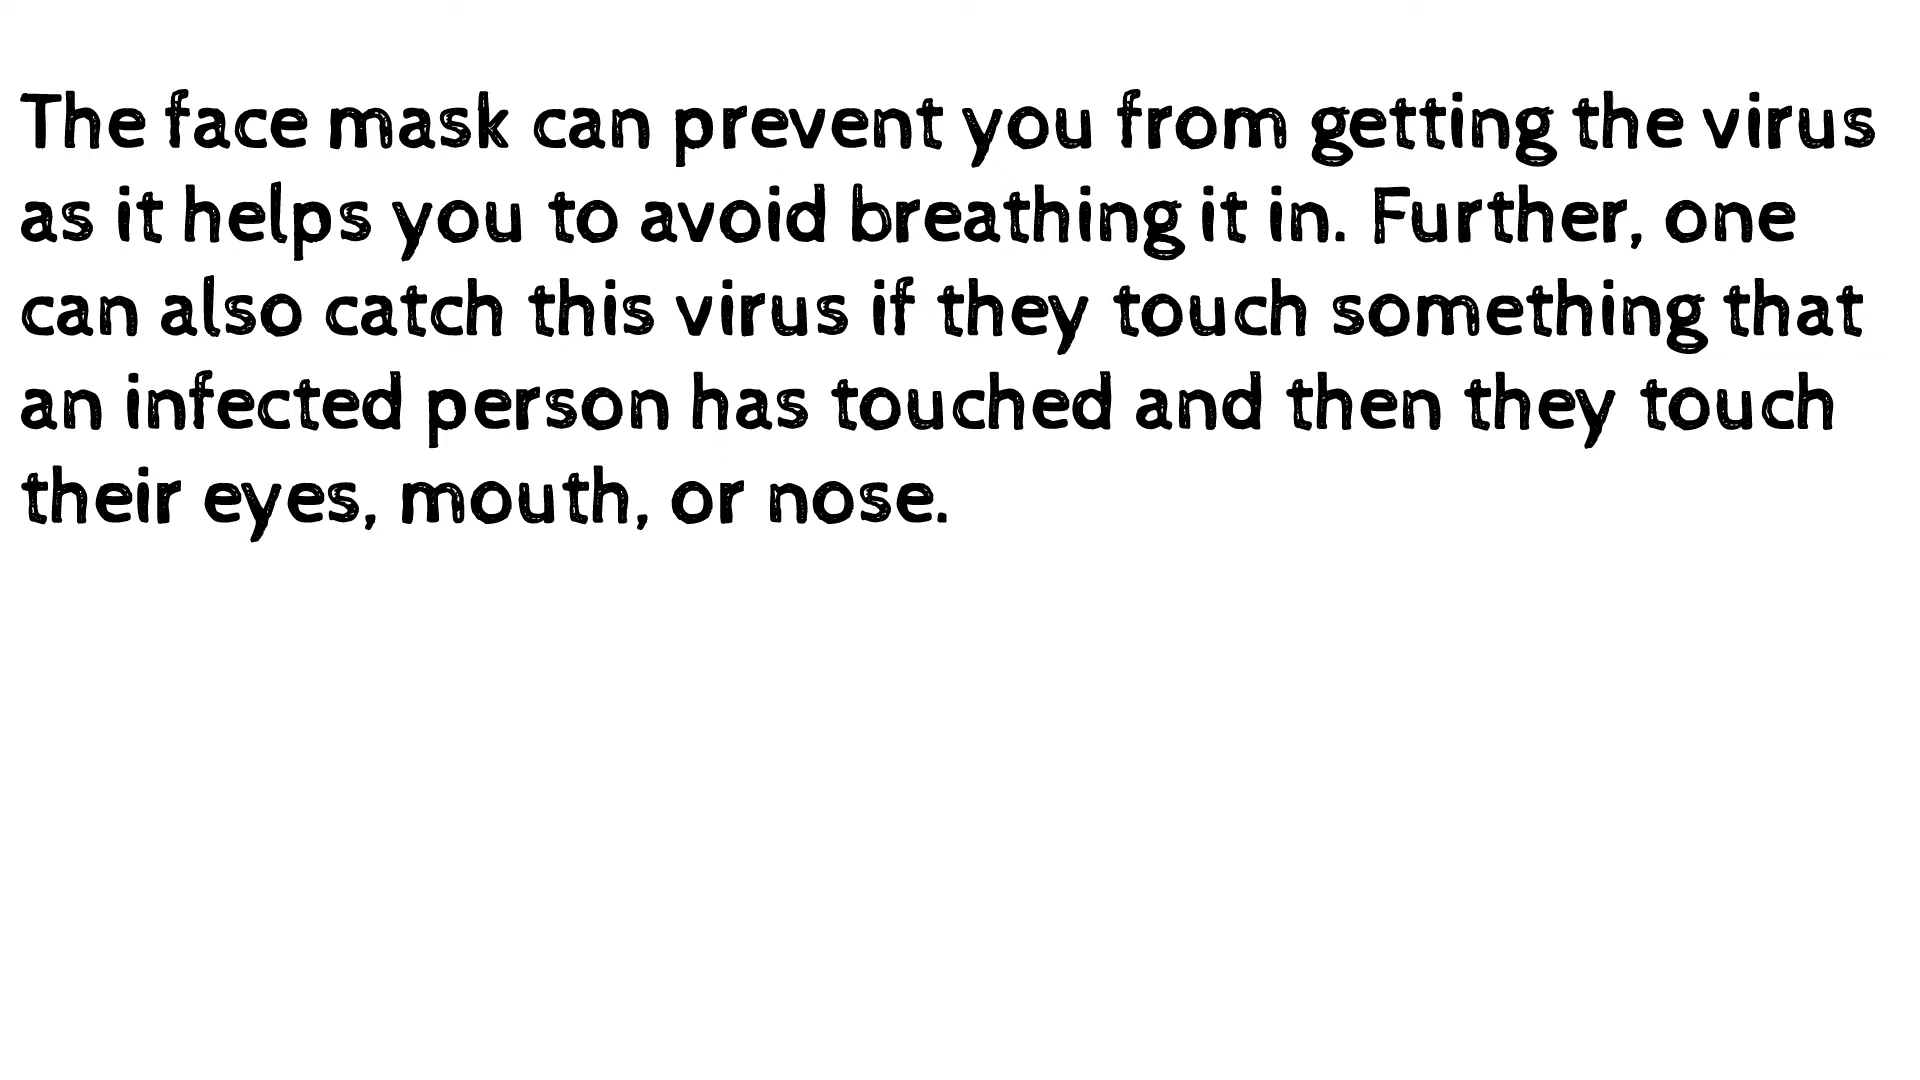 The face mask can prevent you from getting the virus
as it helps you to avoid breathing it in. Further, one
can also catch this virus if they touch something that
an infected person has touched and then they touch
their eyes, mouth, or nose.